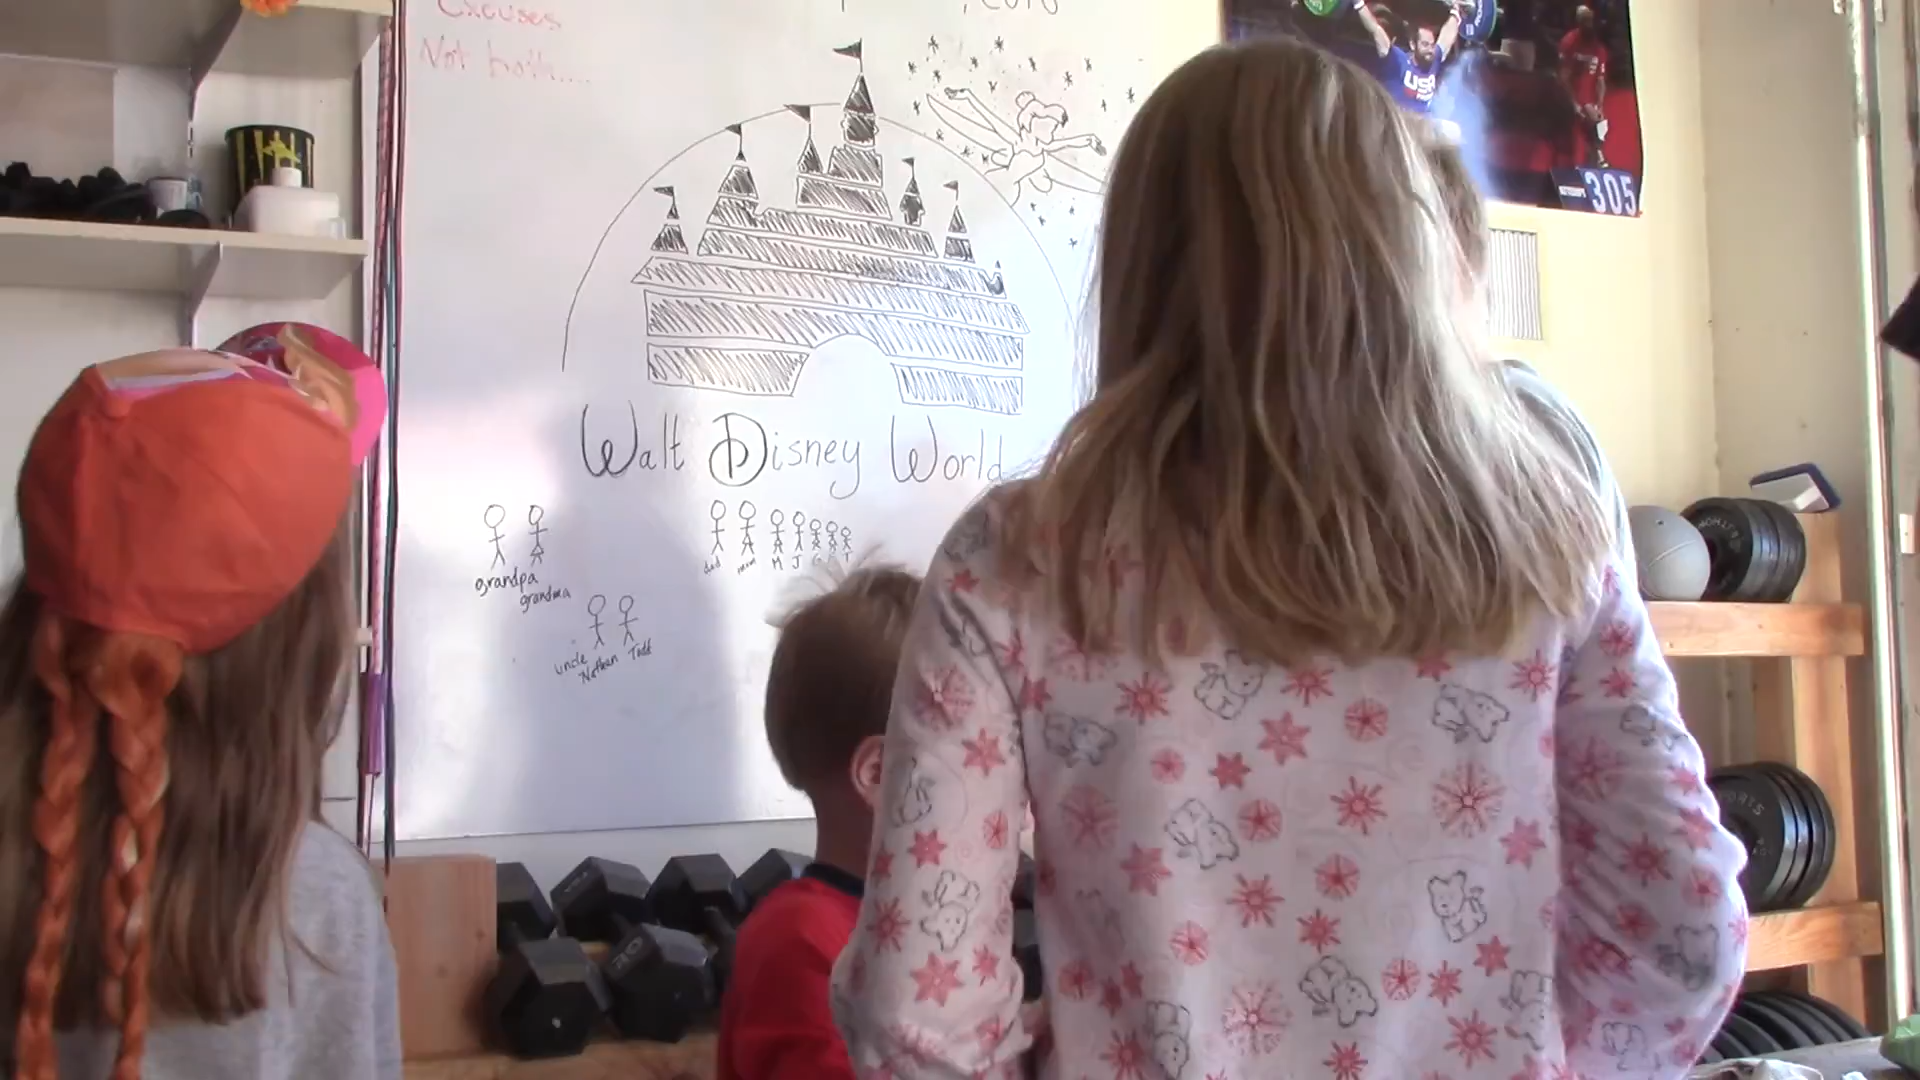 Excuses
Not both....
USA
305
Walt Disney World
dad mom M J
grandpa
grandma
uncle
Nathan Todd